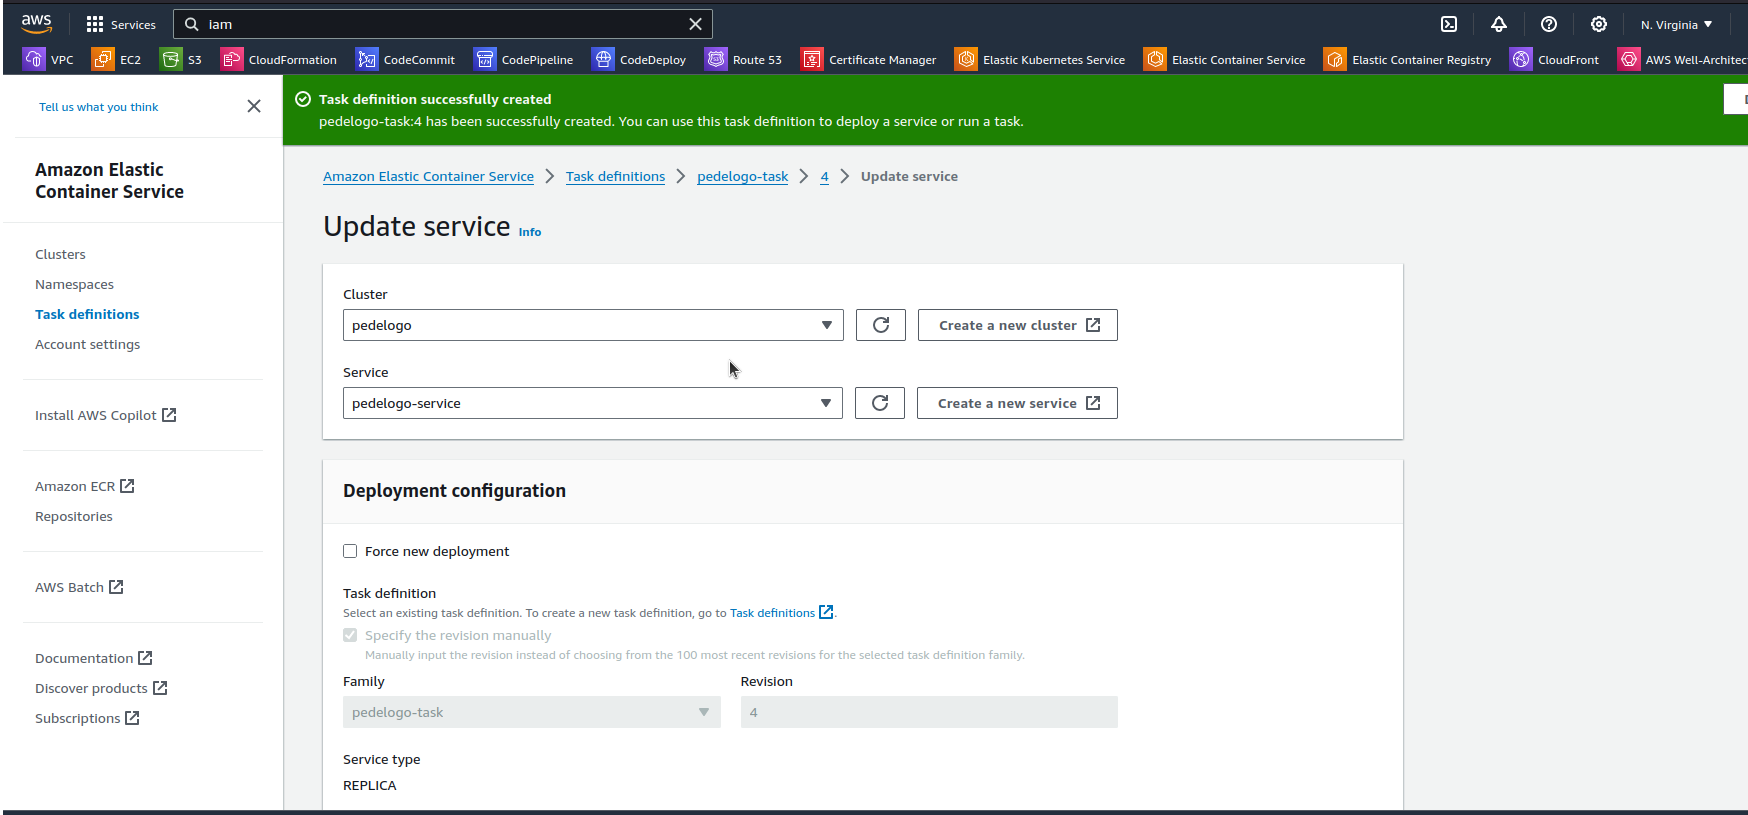 aws
Services
iam
N. Virginia
VPC
EC2
S3
CloudFormation
CodeCommit
CodePipeline
CodeDeploy
Route 53
Certificate Manager
Elastic Kubernetes Service
Elastic Container Service
Elastic Container Registry
CloudFront
AWS Well-Architec
Tell us what you think
Amazon Elastic
Container Service
Clusters
Namespaces
Task definitions
Account settings
Install AWS Copilot
Amazon ECR
Repositories
AWS Batch
Documentation
Discover products
Subscriptions
Task definition successfully created
pedelogo-task:4 has been successfully created. You can use this task definition to deploy a service or run a task.
Amazon Elastic Container Service > Task definitions > pedelogo-task > 4 > Update service
Update service Info
Cluster
pedelogo
Create a new cluster
Service
pedelogo-service
Create a new service
Deployment configuration
Force new deployment
Task definition
Select an existing task definition. To create a new task definition, go to Task definitions.
Specify the revision manually
Manually input the revision instead of choosing from the 100 most recent revisions for the selected task definition family.
Family
Revision
pedelogo-task
4
Service type
REPLICA